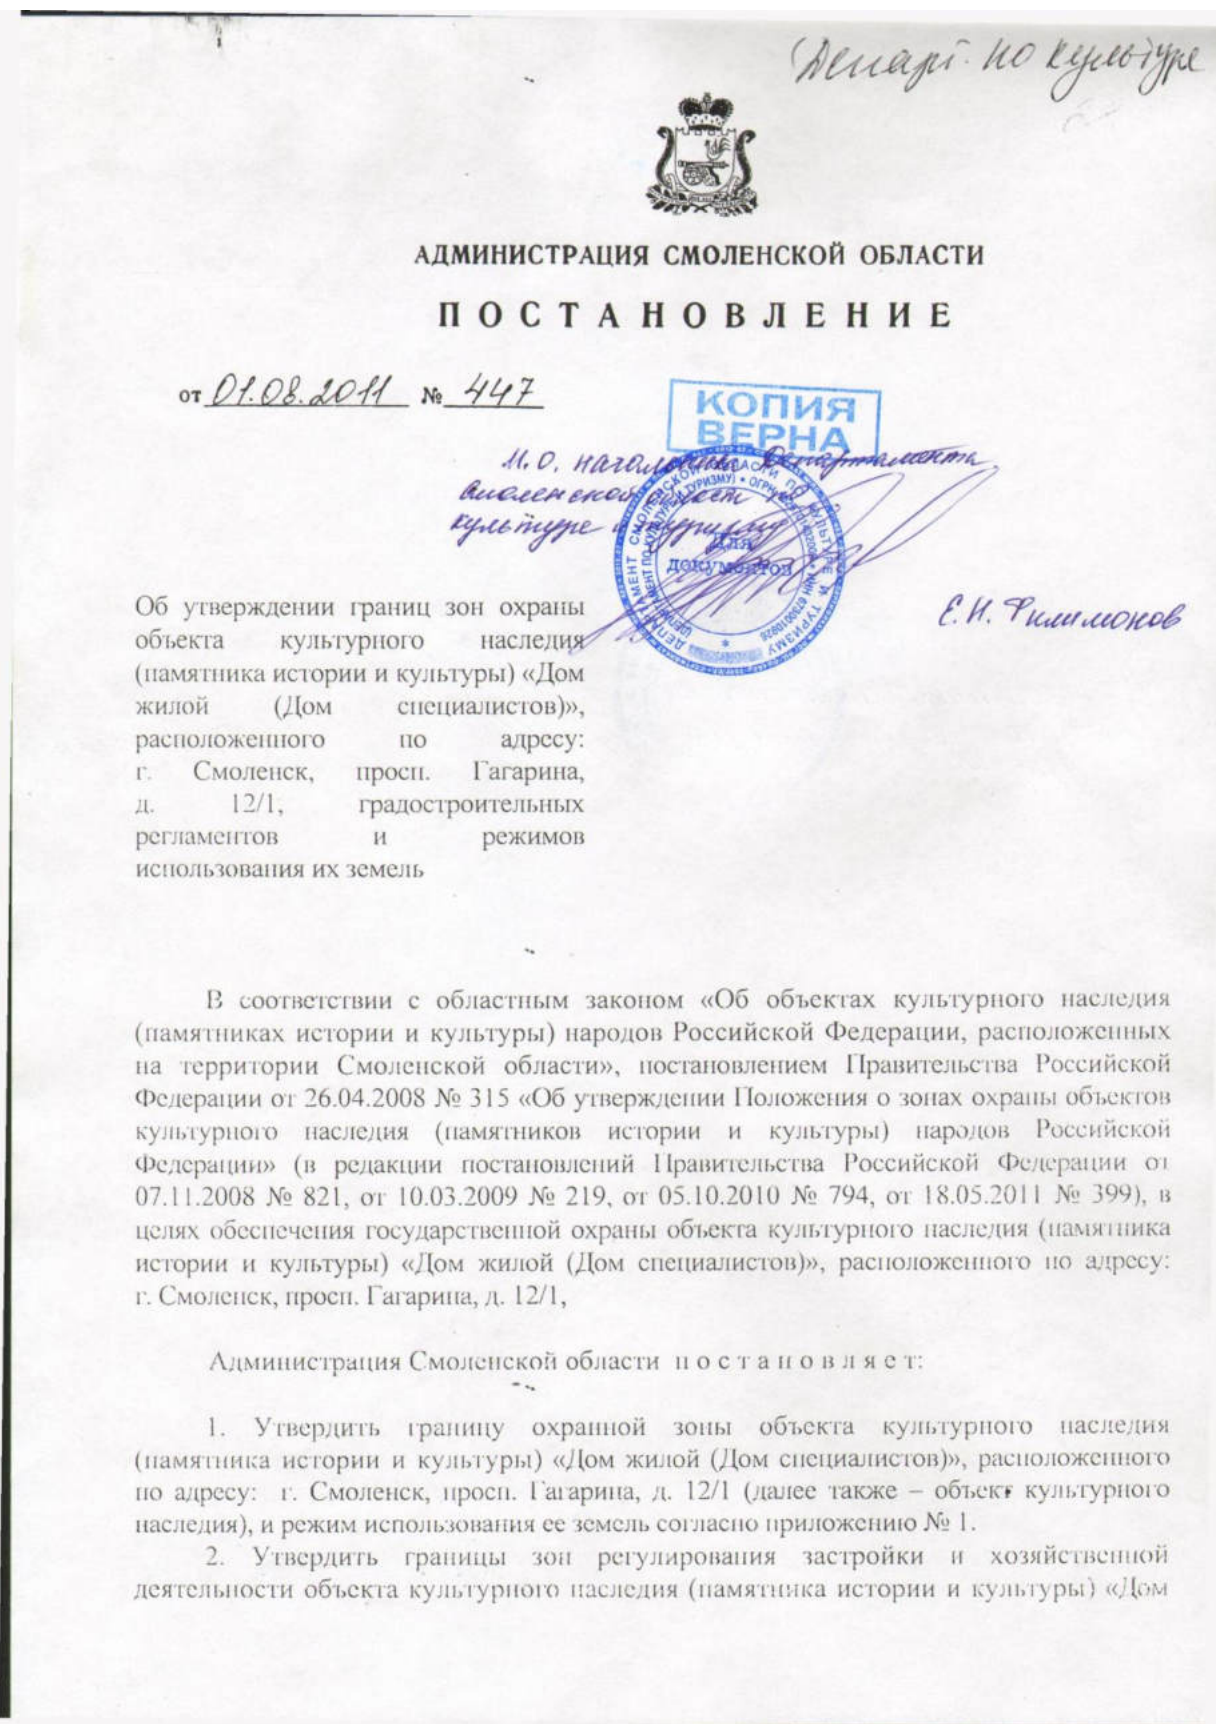 Департ. по культуре
АДМИНИСТРАЦИЯ СМОЛЕНСКОЙ ОБЛАСТИ
ПОСТАНОВЛЕНИЕ
от 01.08.2011 № 447
КОПИЯ
ВЕРНА
И.О. начальника Департамента
Смоленской области по
культуре и туризму
ДЕПАРТАМЕНТ СМОЛЕНСКОЙ ОБЛАСТИ ПО КУЛЬТУРЕ И ТУРИЗМУ
Для
документов
Е.Н. Филимонов
Об утверждении границ зон охраны
объекта культурного наследия
(памятника истории и культуры) «Дом
жилой (Дом специалистов)»,
расположенного по адресу:
г. Смоленск, просп. Гагарина,
д. 12/1, градостроительных
регламентов и режимов
использования их земель
В соответствии с областным законом «Об объектах культурного наследия
(памятниках истории и культуры) народов Российской Федерации, расположенных
на территории Смоленской области», постановлением Правительства Российской
Федерации от 26.04.2008 № 315 «Об утверждении Положения о зонах охраны объектов
культурного наследия (памятников истории и культуры) народов Российской
Федерации» (в редакции постановлений Правительства Российской Федерации от
07.11.2008 № 821, от 10.03.2009 № 219, от 05.10.2010 № 794, от 18.05.2011 № 399), в
целях обеспечения государственной охраны объекта культурного наследия (памятника
истории и культуры) «Дом жилой (Дом специалистов)», расположенного по адресу:
г. Смоленск, просп. Гагарина, д. 12/1,
Администрация Смоленской области п о с т а н о в л я е т:
1. Утвердить границу охранной зоны объекта культурного наследия
(памятника истории и культуры) «Дом жилой (Дом специалистов)», расположенного
по адресу: г. Смоленск, просп. Гагарина, д. 12/1 (далее также – объект культурного
наследия), и режим использования ее земель согласно приложению № 1.
2. Утвердить границы зон регулирования застройки и хозяйственной
деятельности объекта культурного наследия (памятника истории и культуры) «Дом